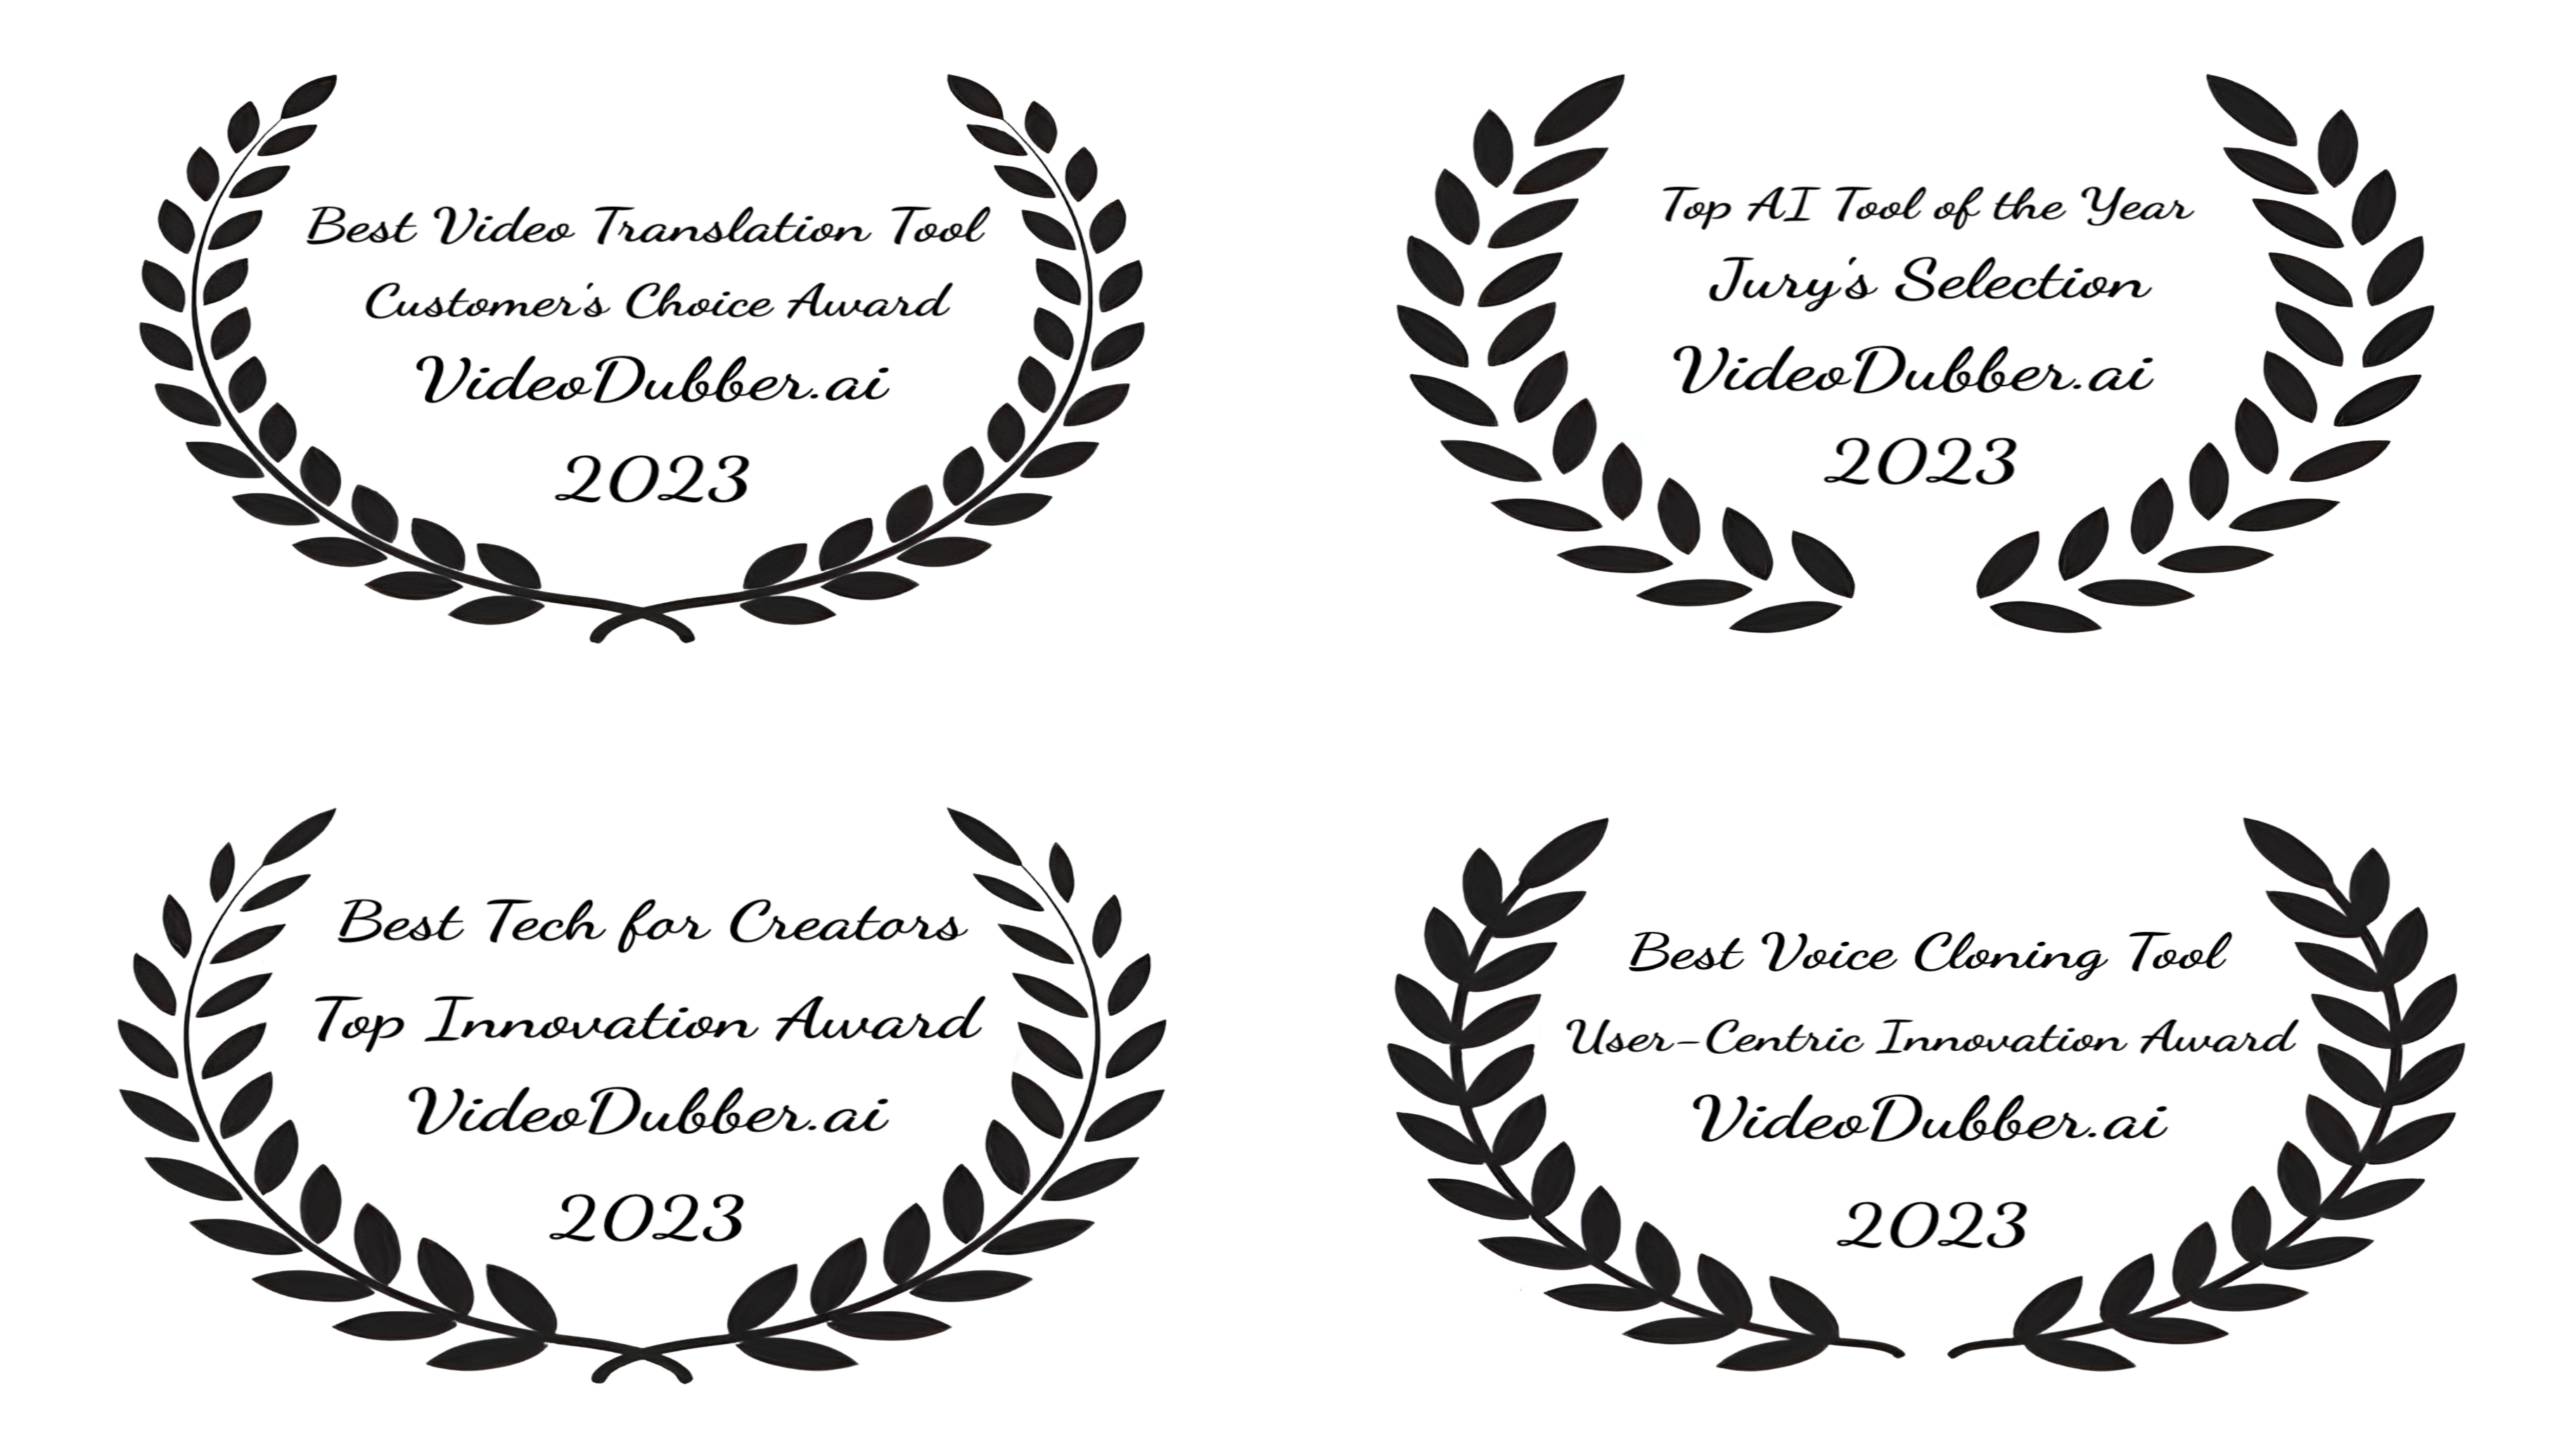 Best Video Translation Tool
Customer's Choice Award
VideoDubber.ai
2023
Top AI Tool of the Year
Jury's Selection
VideoDubber.ai
2023
Best Tech for Creators
Top Innovation Award
VideoDubber.ai
2023
Best Voice Cloning Tool
User-Centric Innovation Award
VideoDubber.ai
2023